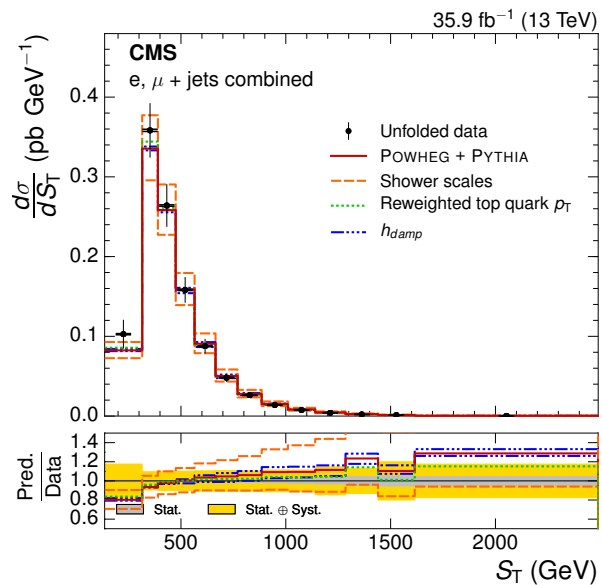 35.9 fb⁻¹ (13 TeV)
CMS
e, μ + jets combined
dσ/dS_T (pb GeV⁻¹)
0.4
0.3
0.2
0.1
0.0
Unfolded data
POWHEG + PYTHIA
Shower scales
Reweighted top quark p_T
h_damp
Pred./Data
1.4
1.2
1.0
0.8
0.6
Stat.
Stat. ⊕ Syst.
500 1000 1500 2000
S_T (GeV)